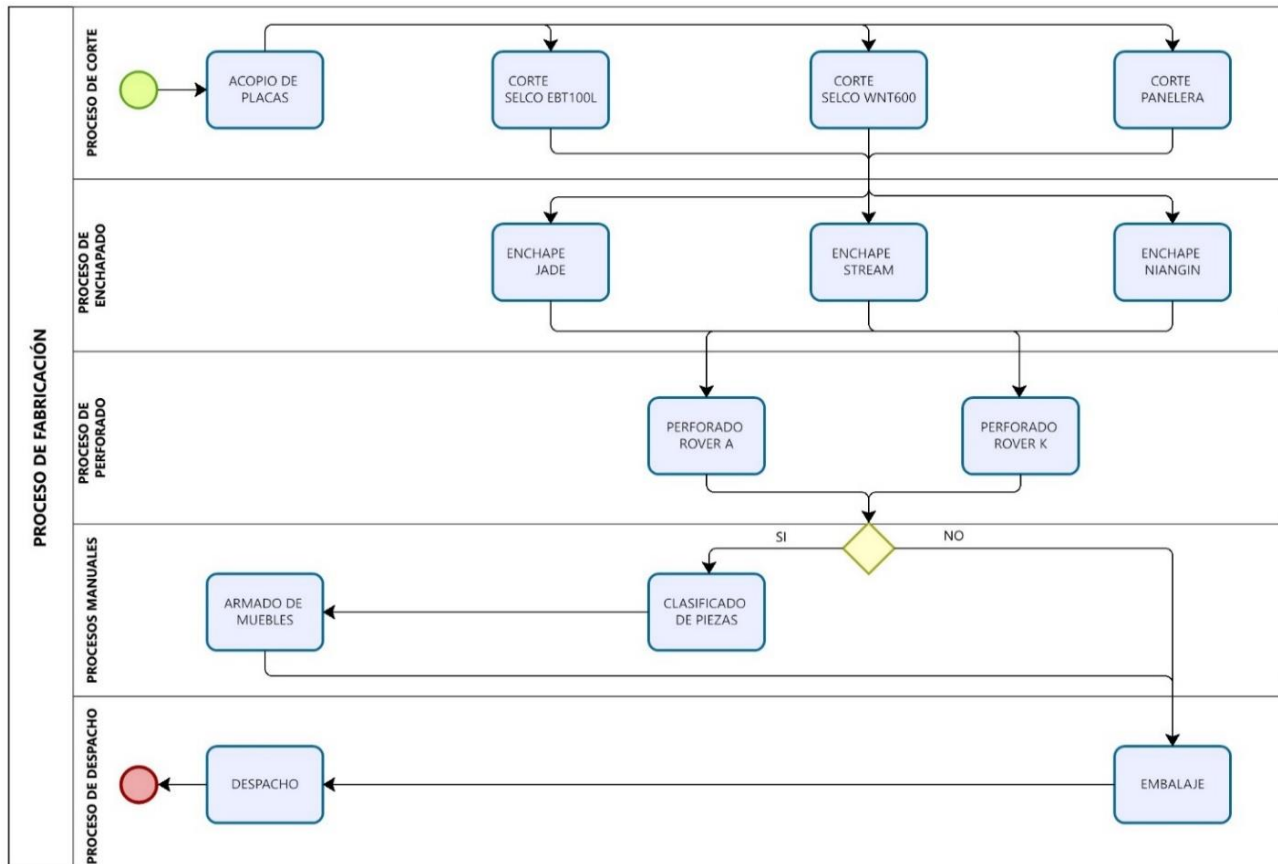 PROCESO DE FABRICACIÓN
PROCESO DE CORTE
ACOPIO DE
PLACAS
CORTE
SELCO EBT100L
CORTE
SELCO WNT600
CORTE
PANELERA
PROCESO DE
ENCHAPADO
ENCHAPE
JADE
ENCHAPE
STREAM
ENCHAPE
NIANGIN
PROCESO DE
PERFORADO
PERFORADO
ROVER A
PERFORADO
ROVER K
PROCESOS MANUALES
SI
NO
ARMADO DE
MUEBLES
CLASIFICADO
DE PIEZAS
PROCESO DE DESPACHO
DESPACHO
EMBALAJE